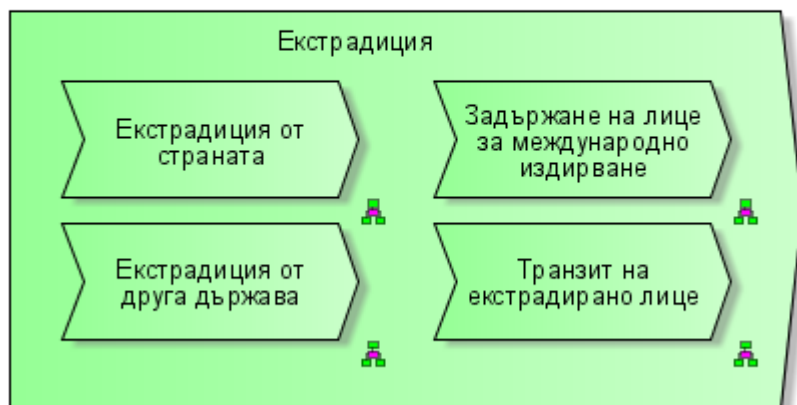 Екстрадиция
Екстрадиция от
страната
Задържане на лице
за международно
издирване
Екстрадиция от
друга държава
Транзит на
екстрадирано лице